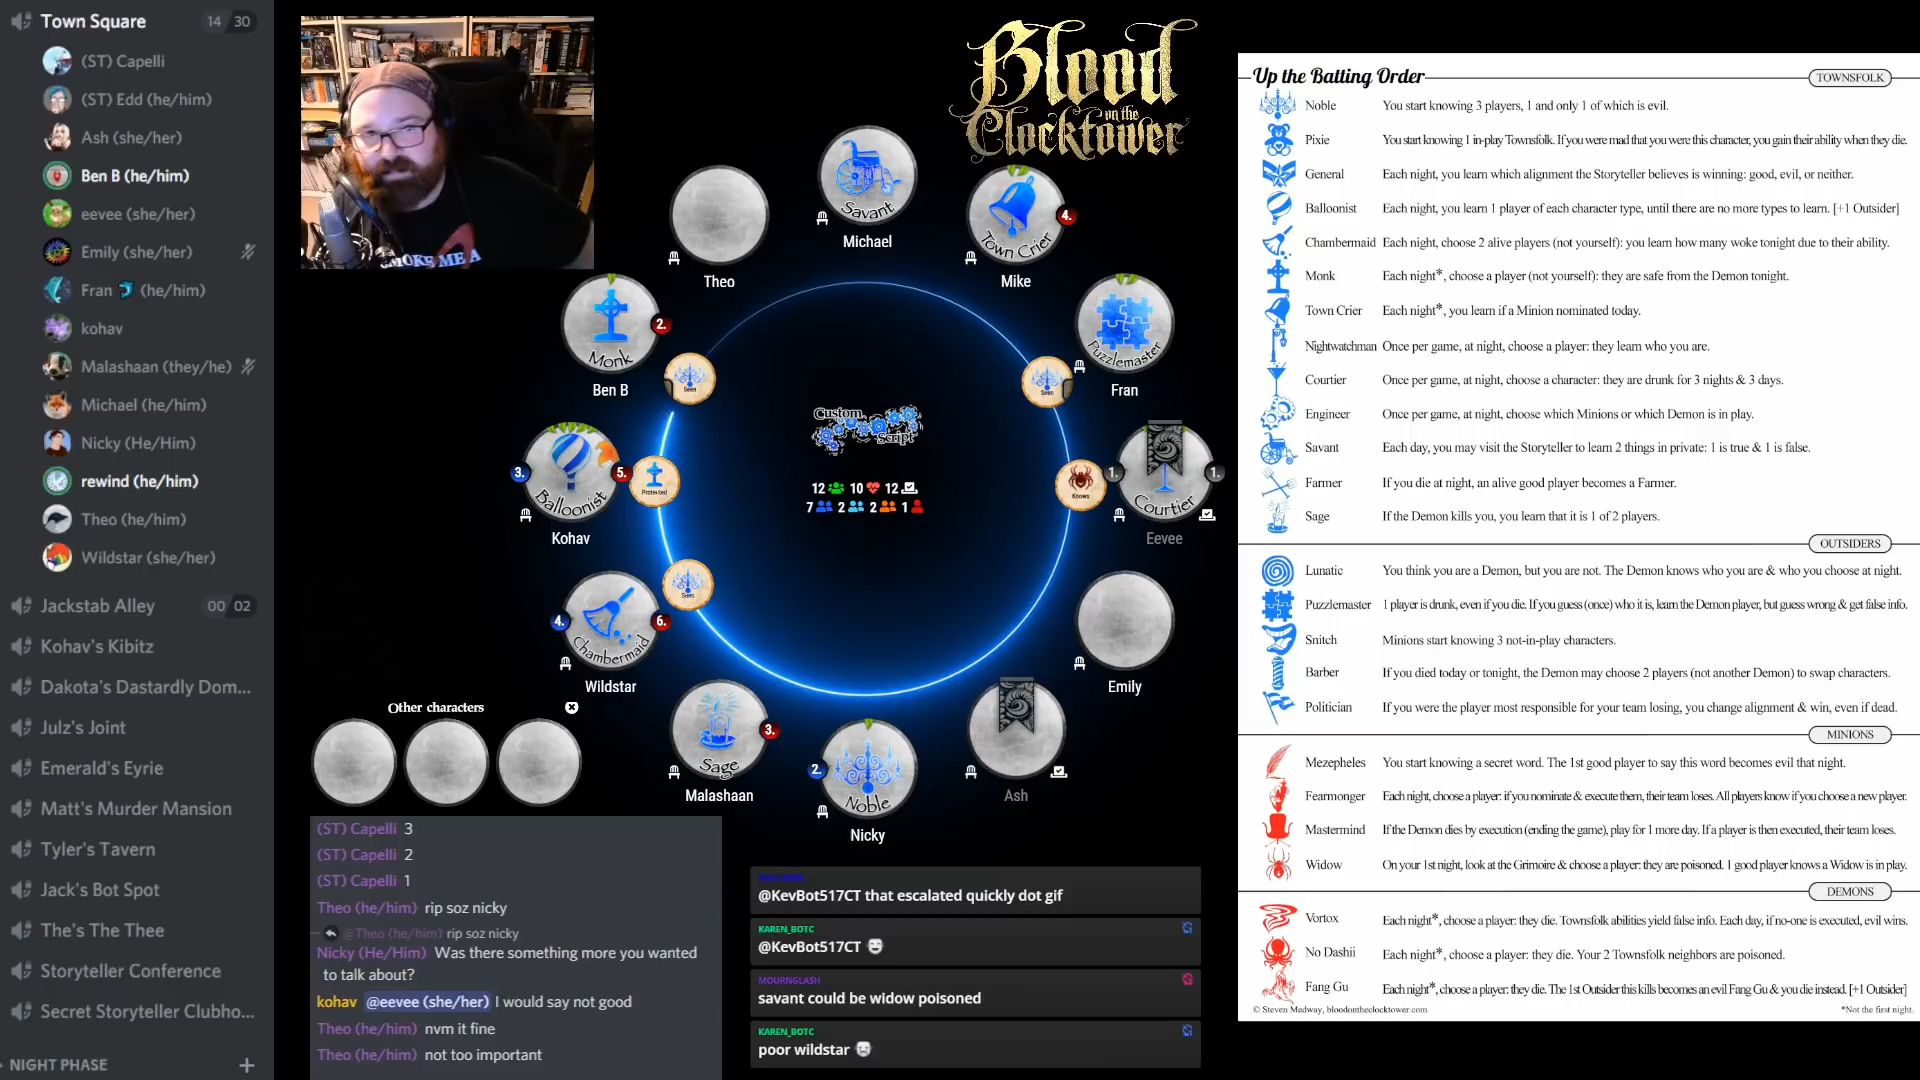 Town Square 14 30
(ST) Capelli
(ST) Edd (he/him)
Ash (she/her)
Ben B (he/him)
eevee (she/her)
Emily (she/her)
Fran (he/him)
kohav
Malashaan (they/he)
Michael (he/him)
Nicky (He/Him)
rewind (he/him)
Theo (he/him)
Wildstar (she/her)
Jackstab Alley 00 02
Kohav's Kibitz
Dakota's Dastardly Dom...
Julz's Joint
Emerald's Eyrie
Matt's Murder Mansion
Tyler's Tavern
Jack's Bot Spot
The's The Thee
Storyteller Conference
Secret Storyteller Clubho...
NIGHT PHASE
SMOKE ME A
Blood
on the
Clocktower
Savant
Michael
Town Crier
4.
Mike
Theo
Monk
2.
Ben B
Seen
Puzzlemaster
Fran
Seen
Balloonist
3.
5.
Kohav
Protected
Custom
Script
12 10 12
7 2 2 1
Knows
1.
Courtier
1.
Eevee
Chambermaid
4.
6.
Wildstar
Seen
Emily
Sage
3.
Malashaan
2.
Noble
Nicky
Ash
Other characters
(ST) Capelli 3
(ST) Capelli 2
(ST) Capelli 1
Theo (he/him) rip soz nicky
@Theo (he/him) rip soz nicky
Nicky (He/Him) Was there something more you wanted
to talk about?
kohav @eevee (she/her) I would say not good
Theo (he/him) nvm it fine
Theo (he/him) not too important
@KevBot517CT that escalated quickly dot gif
KAREN_BOTC
@KevBot517CT
MOURNGLASH
savant could be widow poisoned
KAREN_BOTC
poor wildstar
Up the Batting Order
TOWNSFOLK
Noble You start knowing 3 players, 1 and only 1 of which is evil.
Pixie You start knowing 1 in-play Townsfolk. If you were mad that you were this character, you gain their ability when they die.
General Each night, you learn which alignment the Storyteller believes is winning: good, evil, or neither.
Balloonist Each night, you learn 1 player of each character type, until there are no more types to learn. [+1 Outsider]
Chambermaid Each night, choose 2 alive players (not yourself): you learn how many woke tonight due to their ability.
Monk Each night*, choose a player (not yourself): they are safe from the Demon tonight.
Town Crier Each night*, you learn if a Minion nominated today.
Nightwatchman Once per game, at night, choose a player: they learn who you are.
Courtier Once per game, at night, choose a character: they are drunk for 3 nights & 3 days.
Engineer Once per game, at night, choose which Minions or which Demon is in play.
Savant Each day, you may visit the Storyteller to learn 2 things in private: 1 is true & 1 is false.
Farmer If you die at night, an alive good player becomes a Farmer.
Sage If the Demon kills you, you learn that it is 1 of 2 players.
OUTSIDERS
Lunatic You think you are a Demon, but you are not. The Demon knows who you are & who you choose at night.
Puzzlemaster 1 player is drunk, even if you die. If you guess (once) who it is, learn the Demon player, but guess wrong & get false info.
Snitch Minions start knowing 3 not-in-play characters.
Barber If you died today or tonight, the Demon may choose 2 players (not another Demon) to swap characters.
Politician If you were the player most responsible for your team losing, you change alignment & win, even if dead.
MINIONS
Mezepheles You start knowing a secret word. The 1st good player to say this word becomes evil that night.
Fearmonger Each night, choose a player: if you nominate & execute them, their team loses. All players know if you choose a new player.
Mastermind If the Demon dies by execution (ending the game), play for 1 more day. If a player is then executed, their team loses.
Widow On your 1st night, look at the Grimoire & choose a player: they are poisoned. 1 good player knows a Widow is in play.
DEMONS
Vortox Each night*, choose a player: they die. Townsfolk abilities yield false info. Each day, if no-one is executed, evil wins.
No Dashii Each night*, choose a player: they die. Your 2 Townsfolk neighbors are poisoned.
Fang Gu Each night*, choose a player: they die. The 1st Outsider this kills becomes an evil Fang Gu & you die instead. [+1 Outsider]
© Steven Medway, bloodontheclocktower.com *Not the first night.